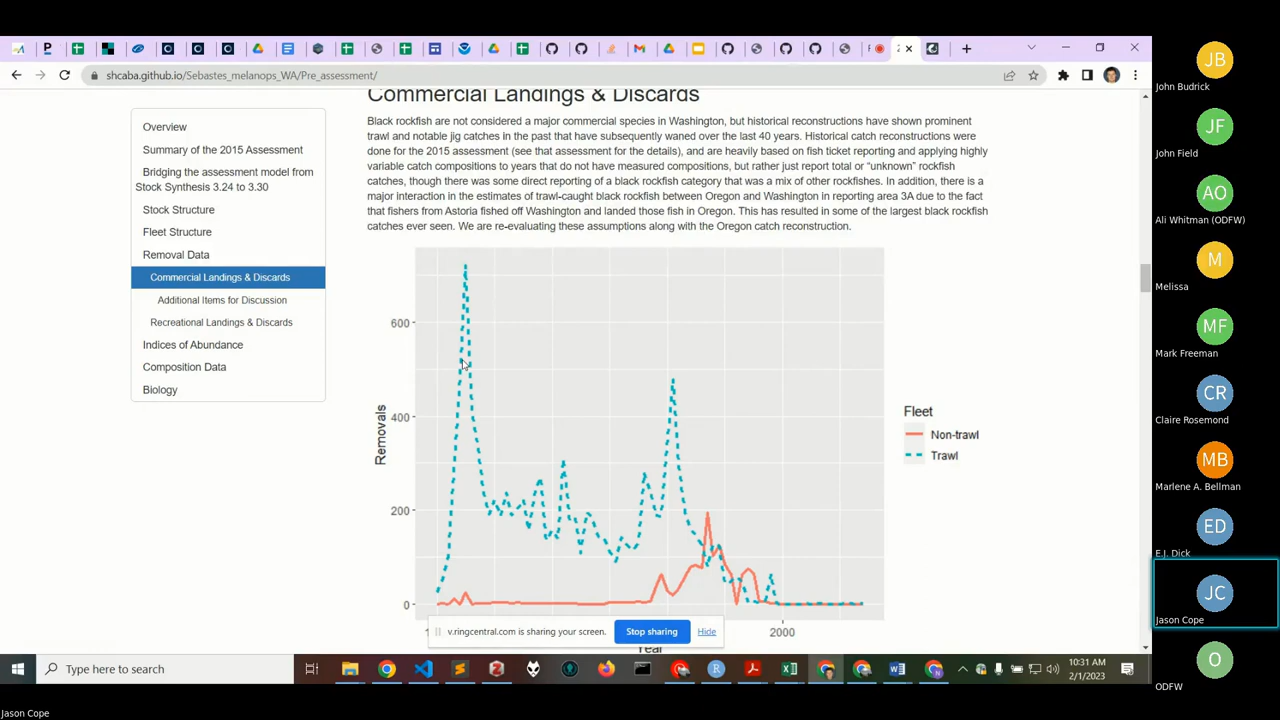 shcaba.github.io/Sebastes_melanops_WA/Pre_assessment/
Overview
Summary of the 2015 Assessment
Bridging the assessment model from
Stock Synthesis 3.24 to 3.30
Stock Structure
Fleet Structure
Removal Data
Commercial Landings & Discards
Additional Items for Discussion
Recreational Landings & Discards
Indices of Abundance
Composition Data
Biology
Commercial Landings & Discards
Black rockfish are not considered a major commercial species in Washington, but historical reconstructions have shown prominent
trawl and notable jig catches in the past that have subsequently waned over the last 40 years. Historical catch reconstructions were
done for the 2015 assessment (see that assessment for the details), and are heavily based on fish ticket reporting and applying highly
variable catch compositions to years that do not have measured compositions, but rather just report total or “unknown” rockfish
catches, though there was some direct reporting of a black rockfish category that was a mix of other rockfishes. In addition, there is a
major interaction in the estimates of trawl-caught black rockfish between Oregon and Washington in reporting area 3A due to the fact
that fishers from Astoria fished off Washington and landed those fish in Oregon. This has resulted in some of the largest black rockfish
catches ever seen. We are re-evaluating these assumptions along with the Oregon catch reconstruction.
600
400
200
0
Removals
2000
Year
Fleet
Non-trawl
Trawl
v.ringcentral.com is sharing your screen.
Stop sharing
Hide
Type here to search
10:31 AM
2/1/2023
JB
John Budrick
JF
John Field
AO
Ali Whitman (ODFW)
M
Melissa
MF
Mark Freeman
CR
Claire Rosemond
MB
Marlene A. Bellman
ED
E.J. Dick
JC
Jason Cope
O
ODFW
Jason Cope